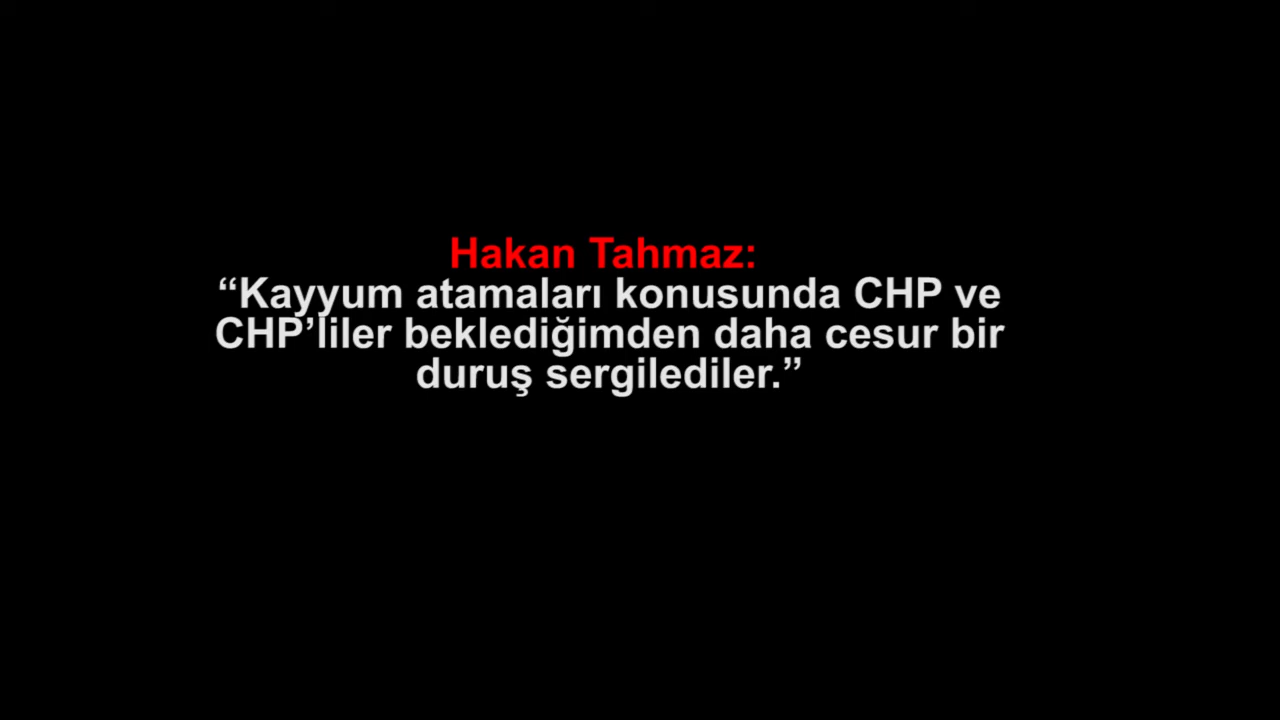 Hakan Tahmaz:
“Kayyum atamaları konusunda CHP ve
CHP’liler beklediğimden daha cesur bir
duruş sergilediler.”